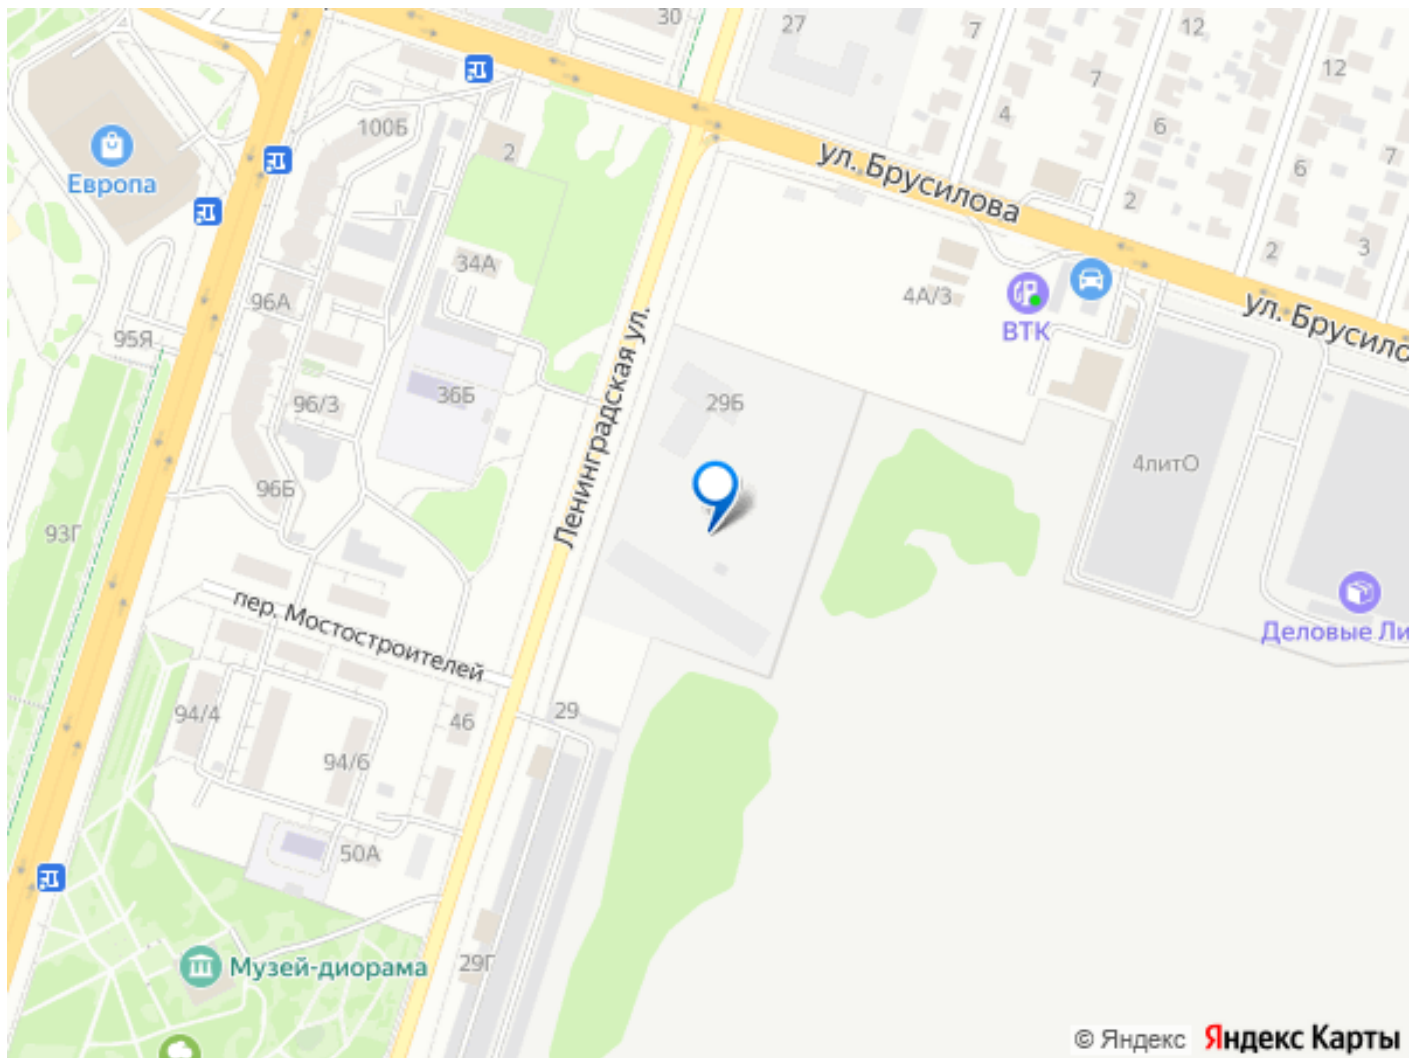 30
27
7
12
12
7
100Б
2
4
6
7
Европа
ул. Брусилова
6
2
34А
2
3
96А
4А/3
ул. Брусило
95Я
ВТК
Ленинградская ул.
36Б
29Б
96/3
4литО
96Б
93Г
пер. Мостостроителей
Деловые Ли
94/4
46
29
94/6
50А
Музей-диорама
29Г
© Яндекс Яндекс Карты